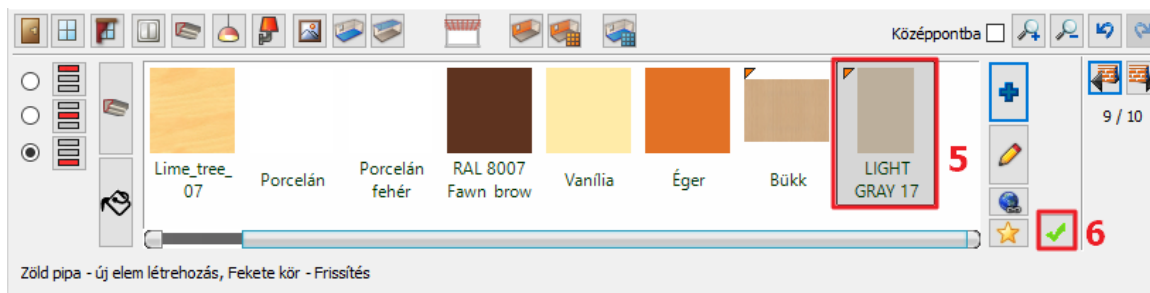 Középpontba
9 / 10
Lime_tree_
07
Porcelán
Porcelán
fehér
RAL 8007
Fawn brow
Vanília
Éger
Bükk
LIGHT
GRAY 17
5
6
Zöld pipa - új elem létrehozás, Fekete kör - Frissítés